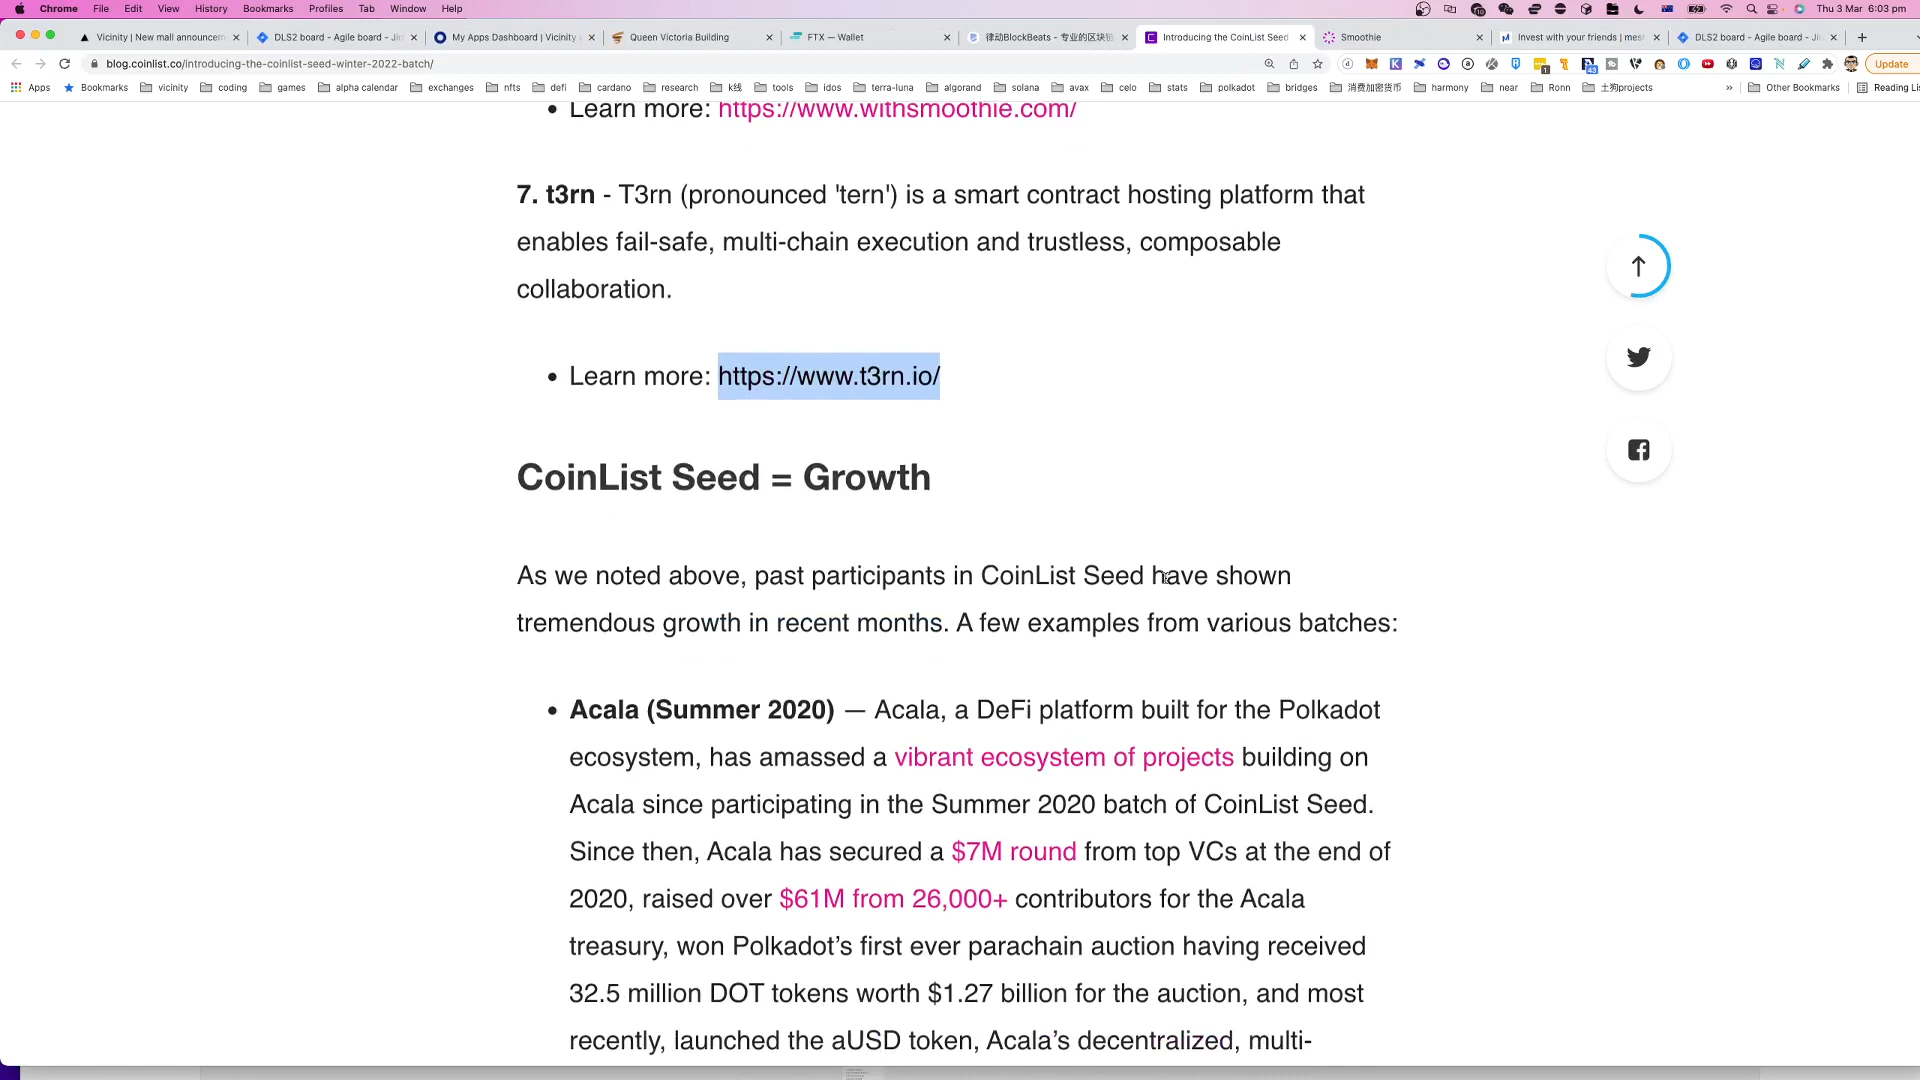 Chrome File Edit View History Bookmarks Profiles Tab Window Help Thu 3 Mar 6:03 pm
Vicinity | New mall announcem DLS2 board - Agile board - Ji My Apps Dashboard | Vicinity Queen Victoria Building FTX — Wallet 律动BlockBeats - 专业的区块 Introducing the CoinList Seed Smoothie Invest with your friends | mes DLS2 board - Agile board - Ji
blog.coinlist.co/introducing-the-coinlist-seed-winter-2022-batch/ Update
Apps Bookmarks vicinity coding games alpha calendar exchanges nfts defi cardano research k线 tools idos terra-luna algorand solana avax celo stats polkadot bridges 消费加密货币 harmony near Ronn 土狗projects » Other Bookmarks Reading Lis
• Learn more: https://www.withsmoothie.com/
7. t3rn - T3rn (pronounced 'tern') is a smart contract hosting platform that
enables fail-safe, multi-chain execution and trustless, composable
collaboration.
• Learn more: https://www.t3rn.io/
CoinList Seed = Growth
As we noted above, past participants in CoinList Seed have shown
tremendous growth in recent months. A few examples from various batches:
• Acala (Summer 2020) — Acala, a DeFi platform built for the Polkadot
ecosystem, has amassed a vibrant ecosystem of projects building on
Acala since participating in the Summer 2020 batch of CoinList Seed.
Since then, Acala has secured a $7M round from top VCs at the end of
2020, raised over $61M from 26,000+ contributors for the Acala
treasury, won Polkadot’s first ever parachain auction having received
32.5 million DOT tokens worth $1.27 billion for the auction, and most
recently, launched the aUSD token, Acala’s decentralized, multi-